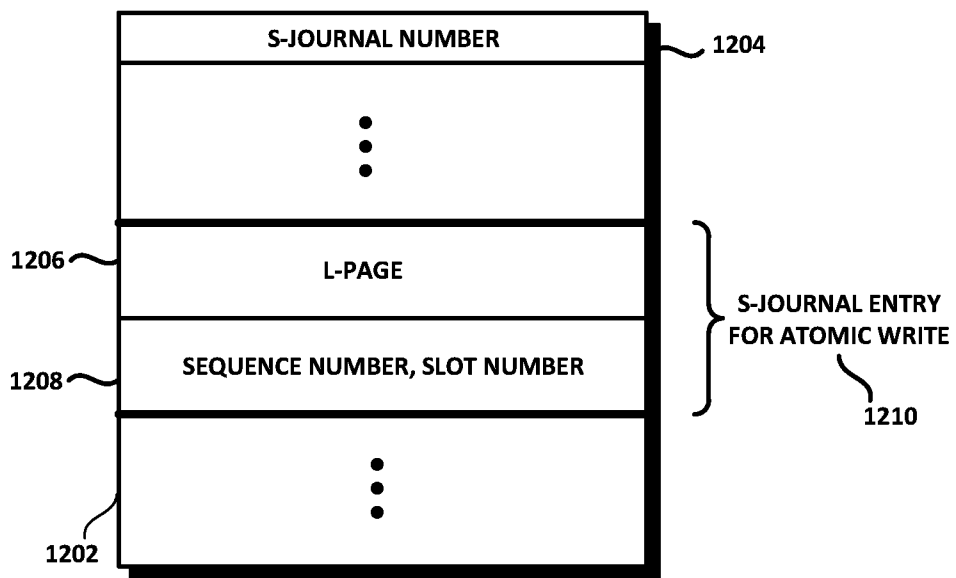 S-JOURNAL NUMBER
1204
1206
L-PAGE
S-JOURNAL ENTRY
FOR ATOMIC WRITE
1208
SEQUENCE NUMBER, SLOT NUMBER
1210
1202